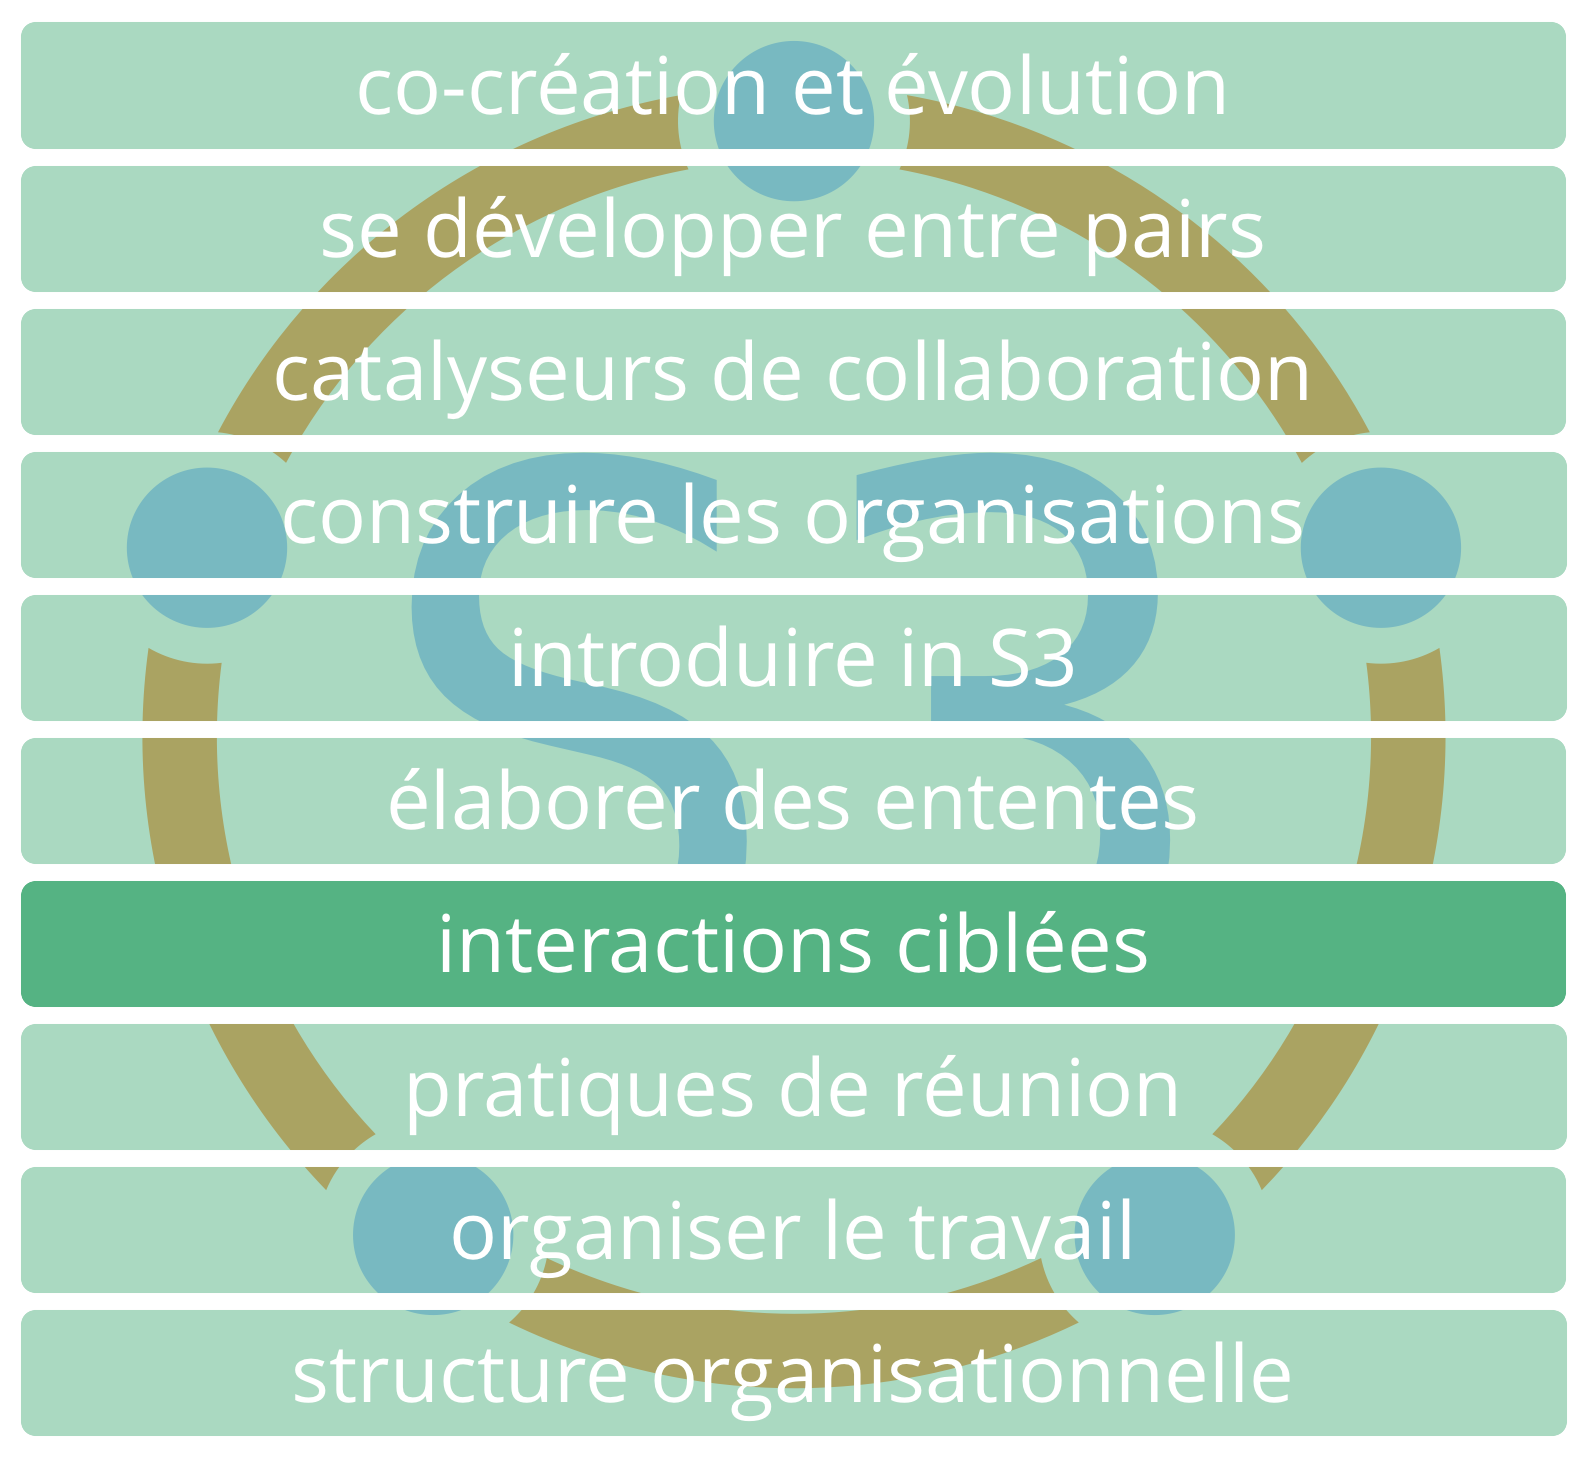 co-création et évolution
se développer entre pairs
catalyseurs de collaboration
construire les organisations
introduire in S3
élaborer des ententes
interactions ciblées
pratiques de réunion
organiser le travail
structure organisationnelle
S3